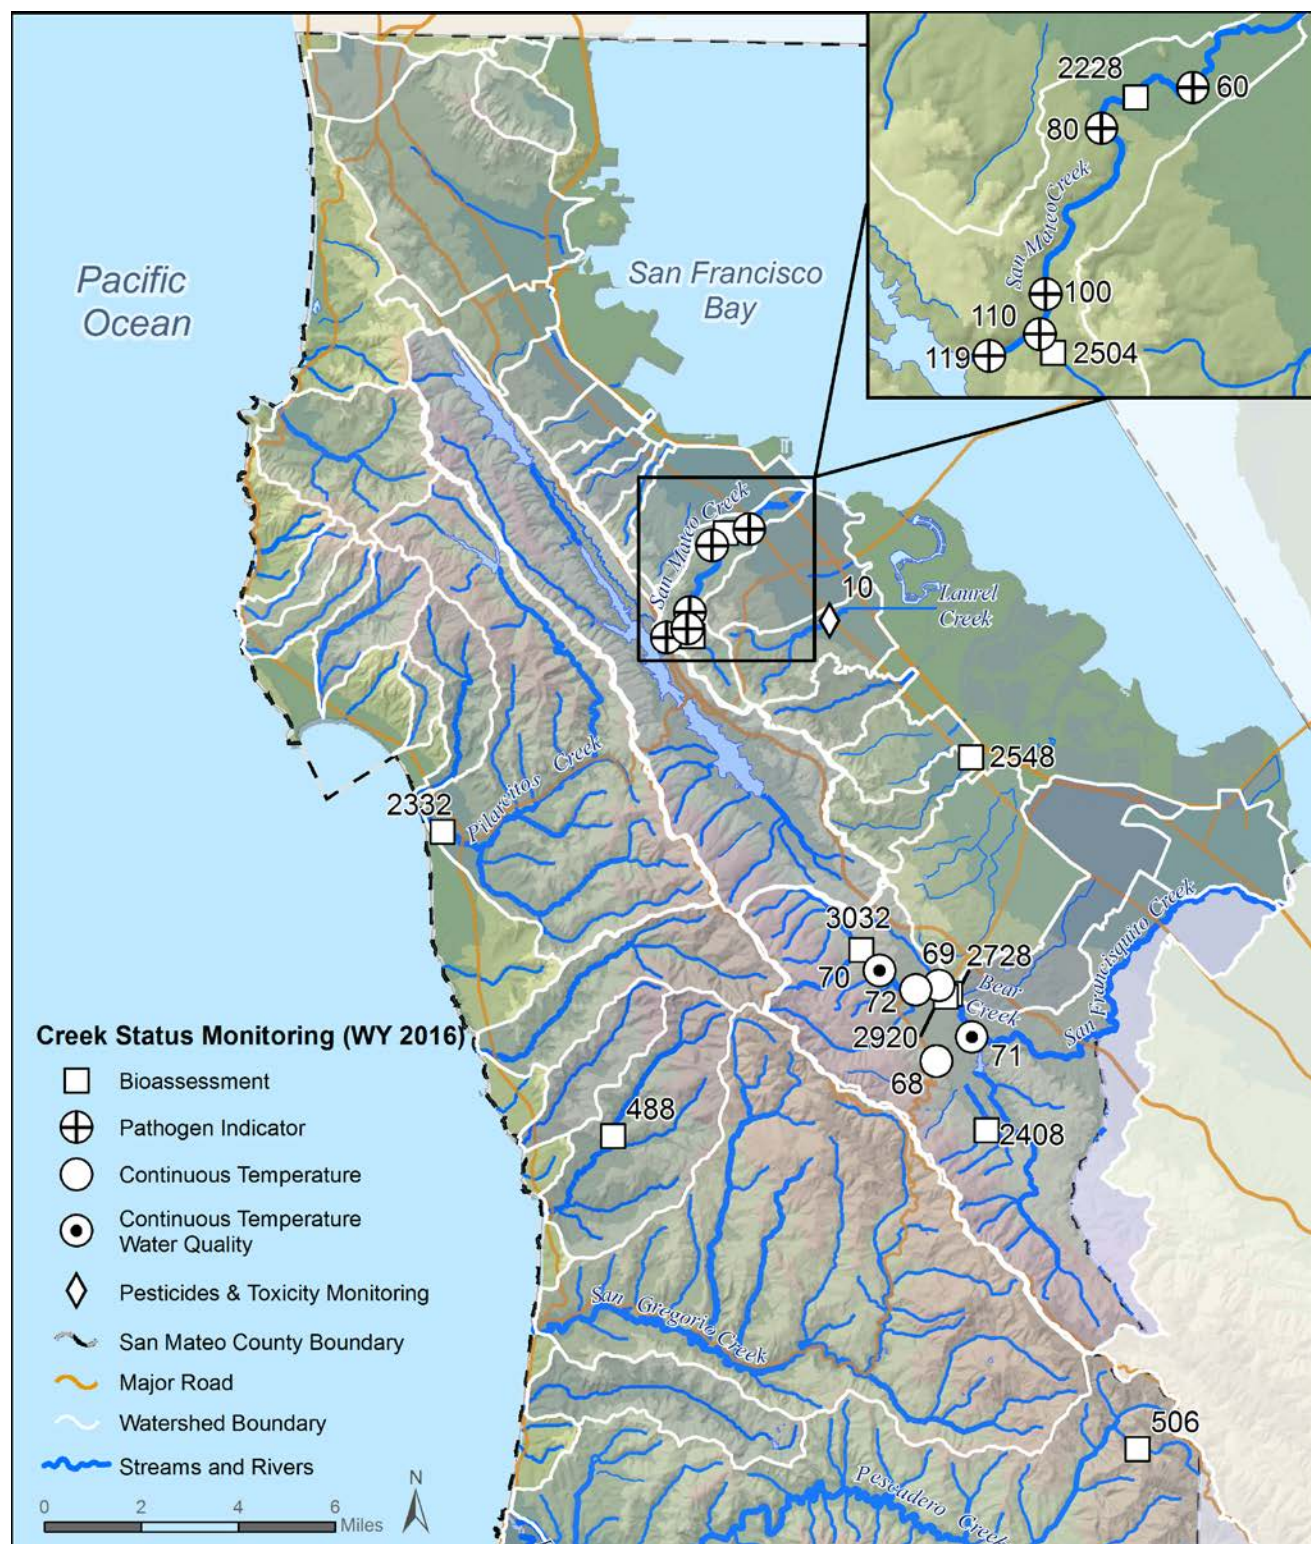 2228
60
80
San Mateo Creek
100
110
119
2504
Pacific
Ocean
San Francisco
Bay
San Mateo Creek
10
Laurel
Creek
2548
2332
Pilarcitos Creek
San Francisquito Creek
3032
69
2728
70
72
Bear
Creek
2920
71
68
488
2408
San Gregorio Creek
506
Pescadero Creek
Creek Status Monitoring (WY 2016)
Bioassessment
Pathogen Indicator
Continuous Temperature
Continuous Temperature
Water Quality
Pesticides & Toxicity Monitoring
San Mateo County Boundary
Major Road
Watershed Boundary
Streams and Rivers
N
0 2 4 6
Miles